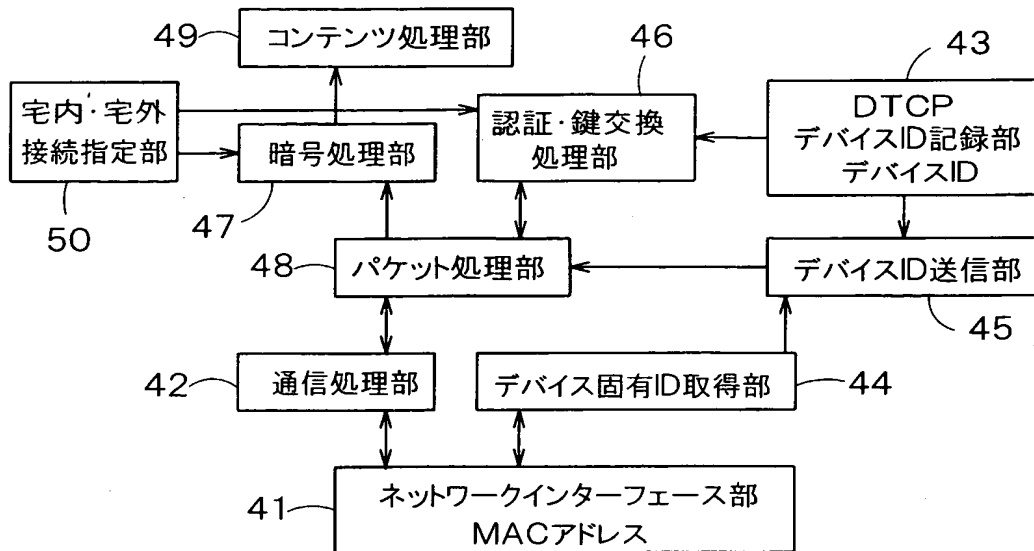 49
コンテンツ処理部
46
43
宅内・宅外
接続指定部
50
暗号処理部
47
認証・鍵交換
処理部
DTCP
デバイスID記録部
デバイスID
48
パケット処理部
デバイスID送信部
45
42
通信処理部
デバイス固有ID取得部
44
41
ネットワークインターフェース部
MACアドレス